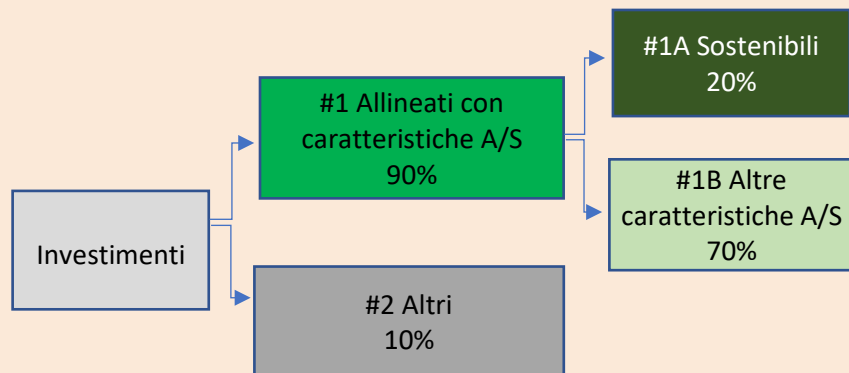 Investimenti
#1 Allineati con
caratteristiche A/S
90%
#2 Altri
10%
#1A Sostenibili
20%
#1B Altre
caratteristiche A/S
70%